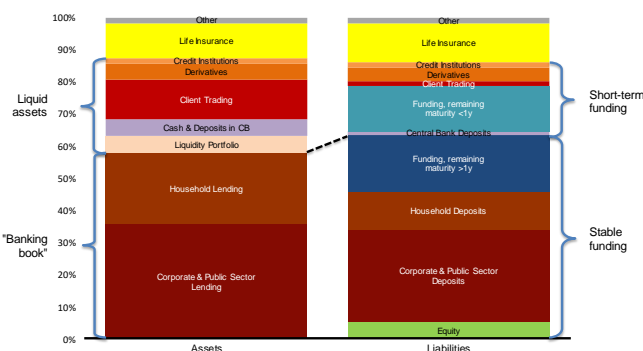 100%
90%
80%
70%
60%
50%
40%
30%
20%
10%
0%
Liquid
assets
"Banking
book"
Other
Life Insurance
Credit Institutions
Derivatives
Client Trading
Cash & Deposits in CB
Liquidity Portfolio
Household Lending
Corporate & Public Sector
Lending
Assets
Other
Life Insurance
Credit Institutions
Derivatives
Client Trading
Funding, remaining
maturity <1y
Central Bank Deposits
Funding, remaining
maturity >1y
Household Deposits
Corporate & Public Sector
Deposits
Equity
Liabilities
Short-term
funding
Stable
funding